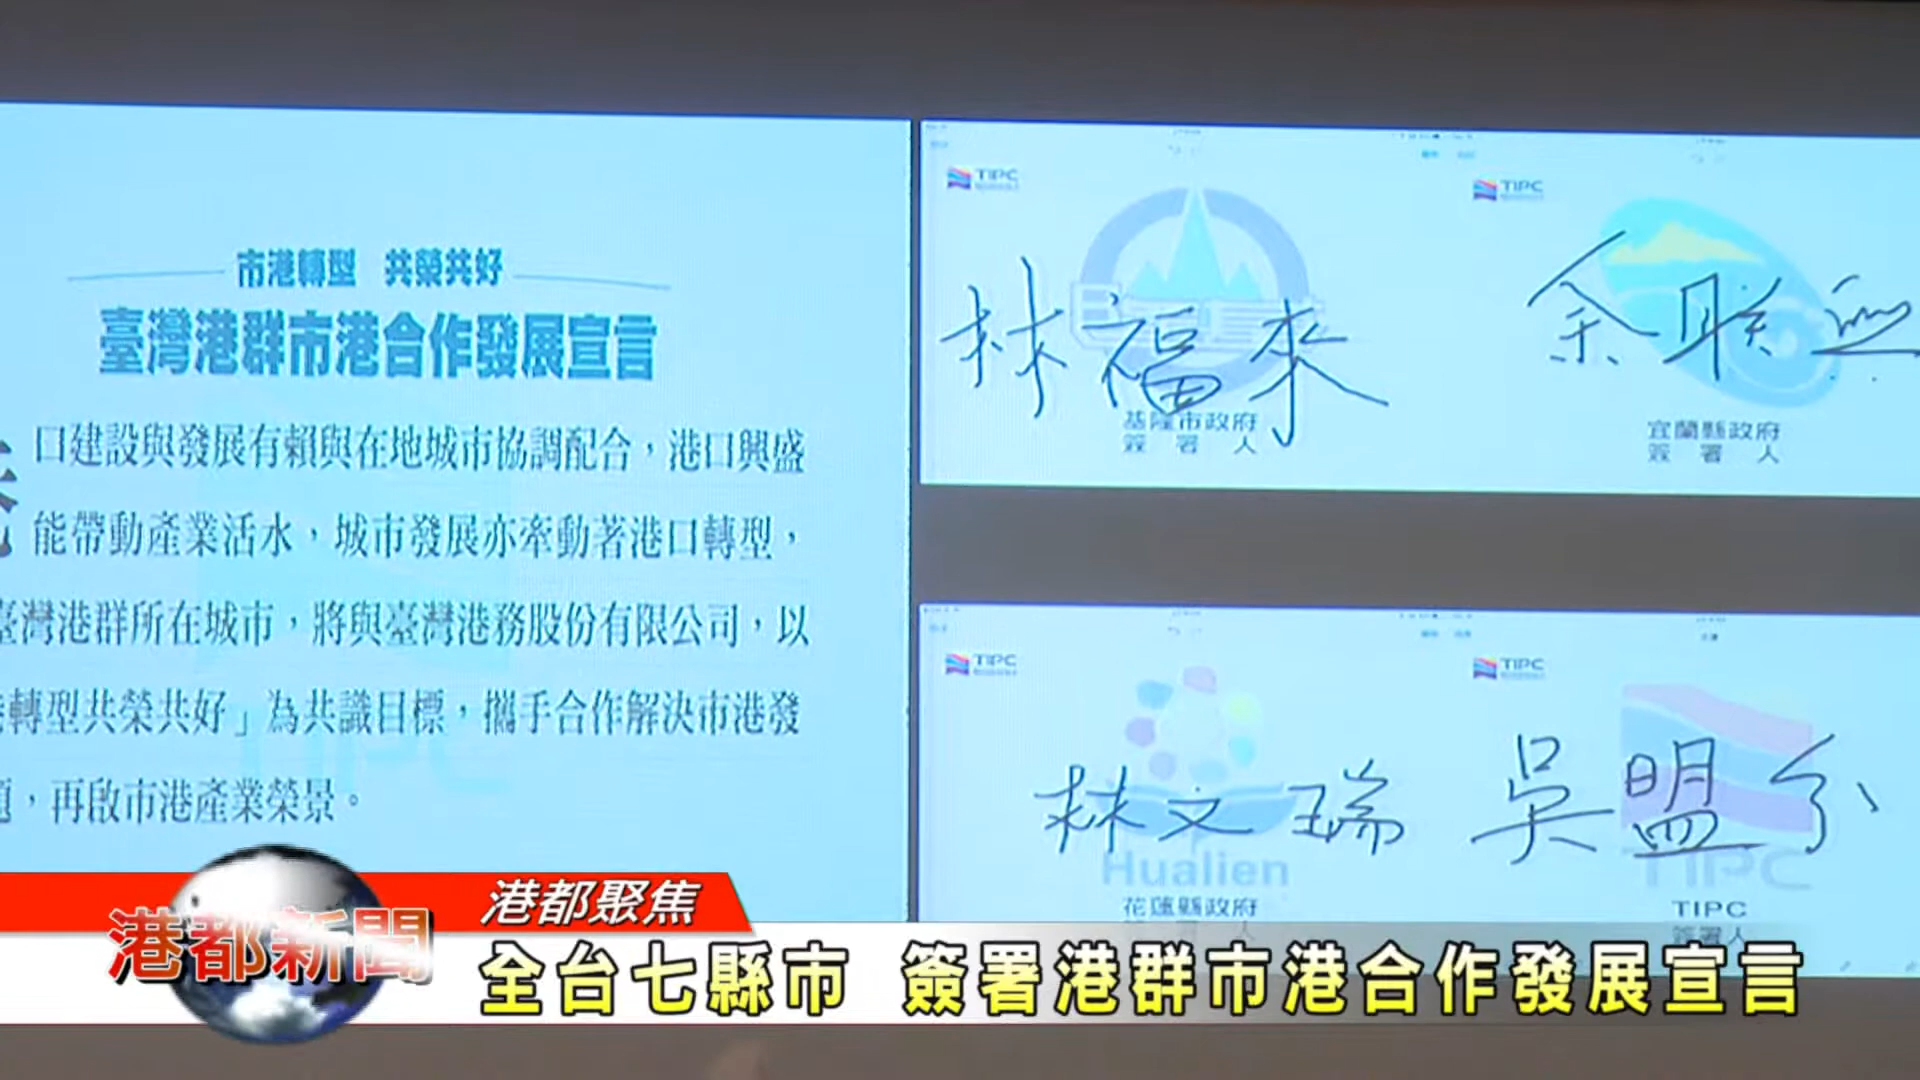 市港轉型 共榮共好
臺灣港群市港合作發展宣言
口建設與發展有賴與在地城市協調配合，港口興盛
能帶動產業活水，城市發展亦牽動著港口轉型，
臺灣港群所在城市，將與臺灣港務股份有限公司，以
轉型共榮共好」為共識目標，攜手合作解決市港發
題，再啟市港產業榮景。
TIPC
林福來
基隆市政府
簽署人
TIPC
余聯
宜蘭縣政府
簽署人
TIPC
林文瑞
Hualien
花蓮縣政府
TIPC
吳盟分
TIPC
TIPC
簽署人
港都聚焦
港都新聞
全台七縣市 簽署港群市港合作發展宣言